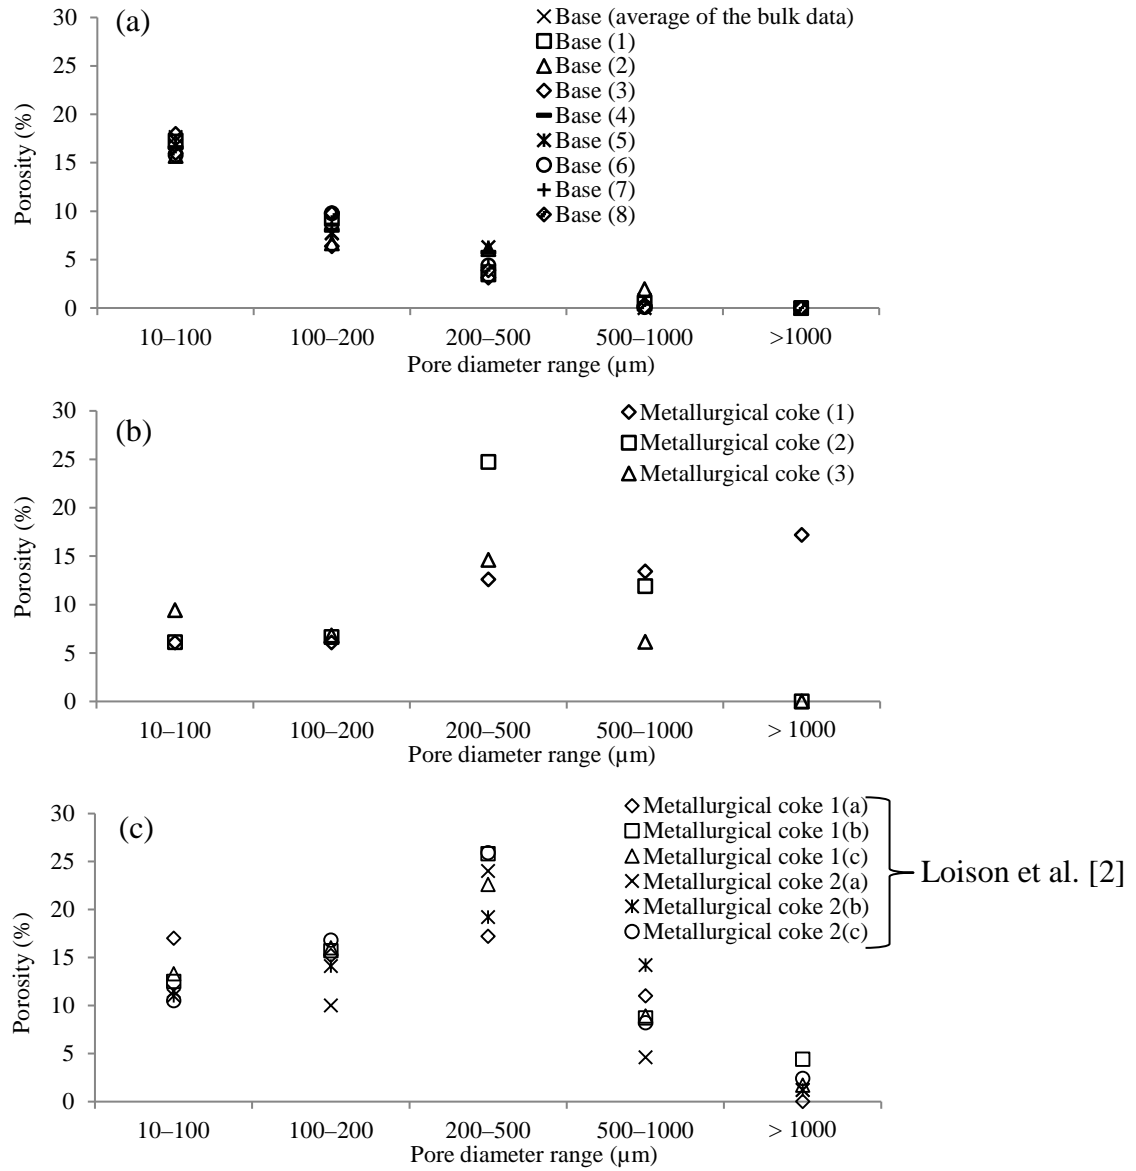 (a)
30
25
20
15
10
5
0
Porosity (%)
Base (average of the bulk data)
Base (1)
Base (2)
Base (3)
Base (4)
Base (5)
Base (6)
Base (7)
Base (8)
10–100 100–200 200–500 500–1000 >1000
Pore diameter range (µm)
(b)
30
25
20
15
10
5
0
Porosity (%)
Metallurgical coke (1)
Metallurgical coke (2)
Metallurgical coke (3)
10–100 100–200 200–500 500–1000 > 1000
Pore diameter range (µm)
(c)
30
25
20
15
10
5
0
Porosity (%)
Metallurgical coke 1(a)
Metallurgical coke 1(b)
Metallurgical coke 1(c)
Metallurgical coke 2(a)
Metallurgical coke 2(b)
Metallurgical coke 2(c)
Loison et al. [2]
10–100 100–200 200–500 500–1000 > 1000
Pore diameter range (µm)